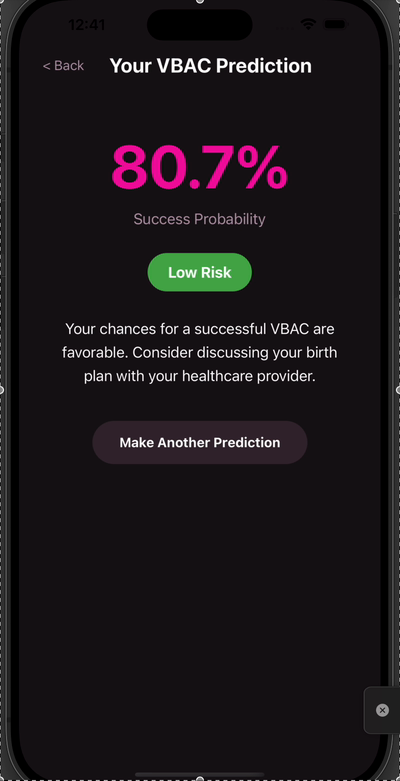 12:41
< Back
Your VBAC Prediction
80.7%
Success Probability
Low Risk
Your chances for a successful VBAC are
favorable. Consider discussing your birth
plan with your healthcare provider.
Make Another Prediction